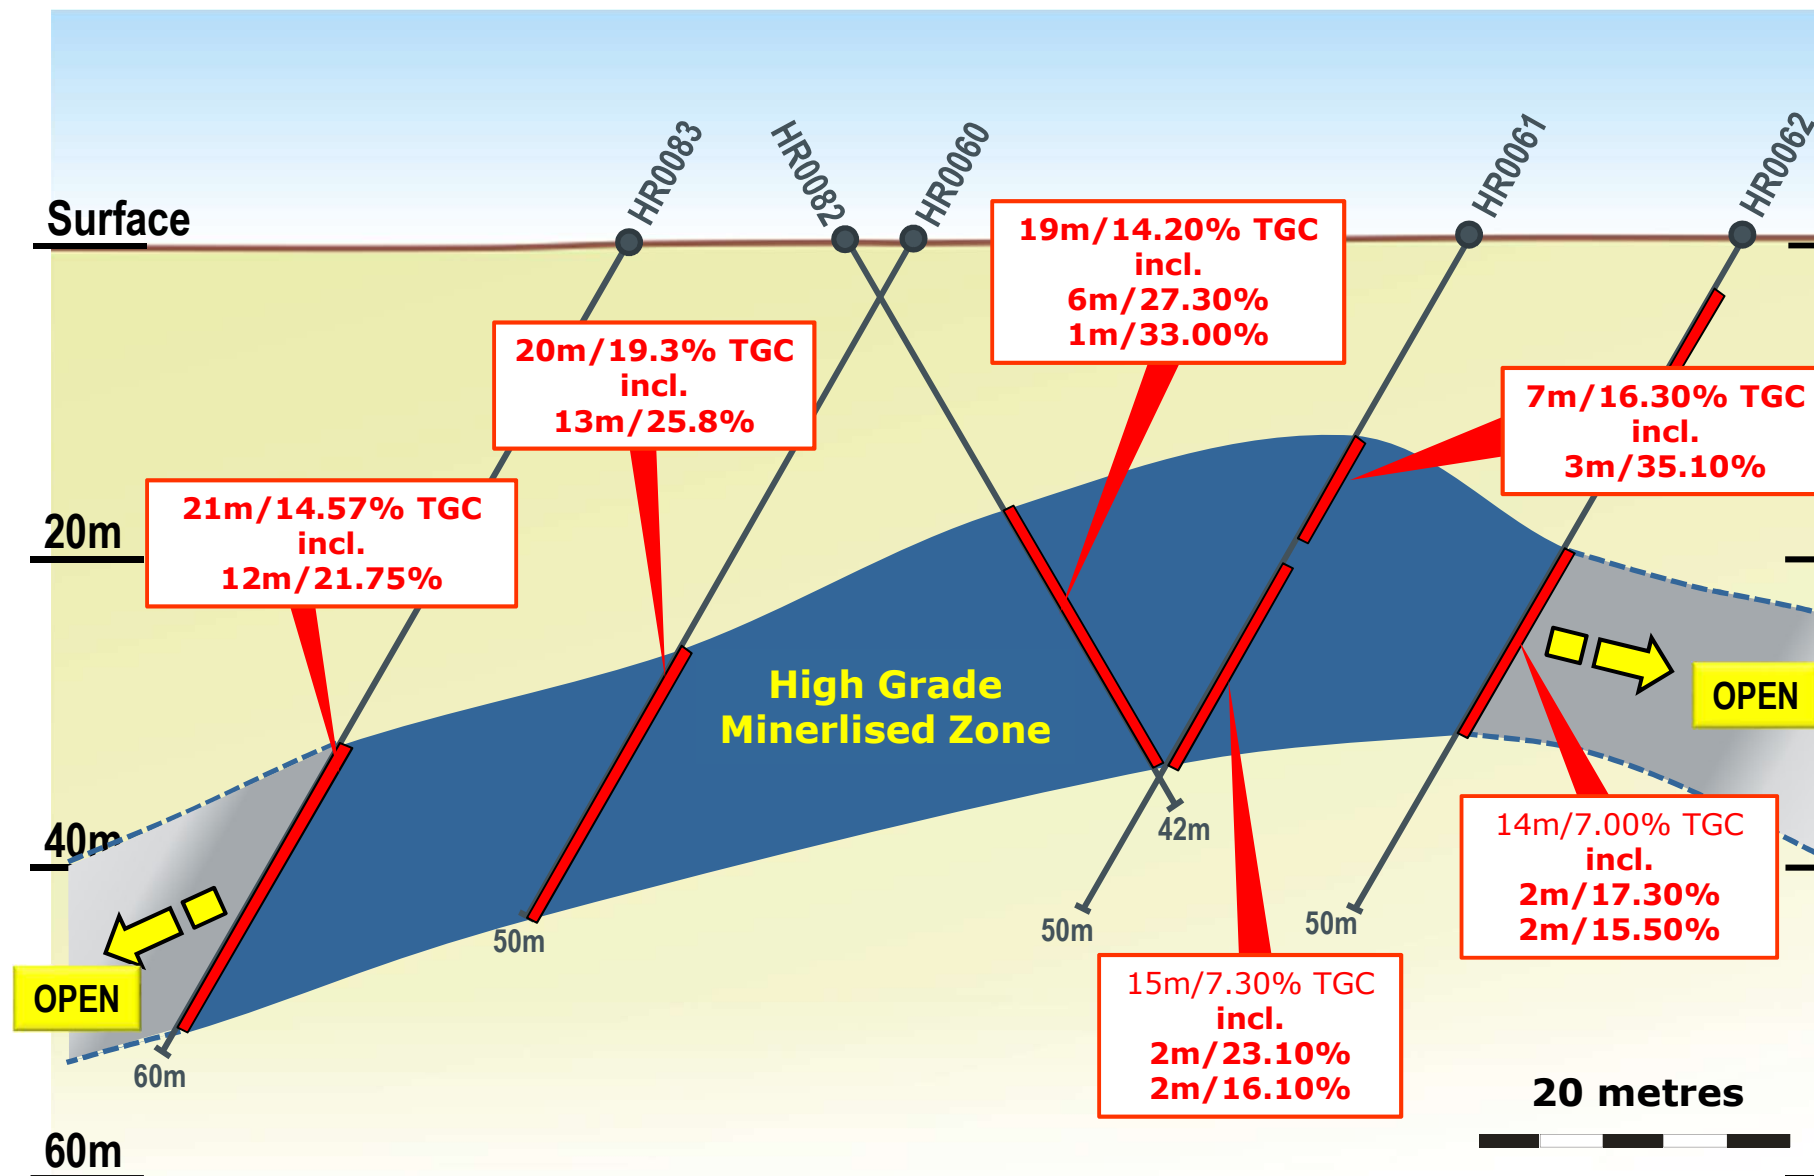 HR0083
HR0082
HR0060
HR0061
HR0062
Surface
19m/14.20% TGC
incl.
6m/27.30%
1m/33.00%
20m/19.3% TGC
incl.
13m/25.8%
7m/16.30% TGC
incl.
3m/35.10%
21m/14.57% TGC
incl.
12m/21.75%
20m
High Grade
Minerlised Zone
OPEN
40m
42m
14m/7.00% TGC
incl.
2m/17.30%
2m/15.50%
50m
50m
50m
OPEN
15m/7.30% TGC
incl.
2m/23.10%
2m/16.10%
60m
20 metres
60m